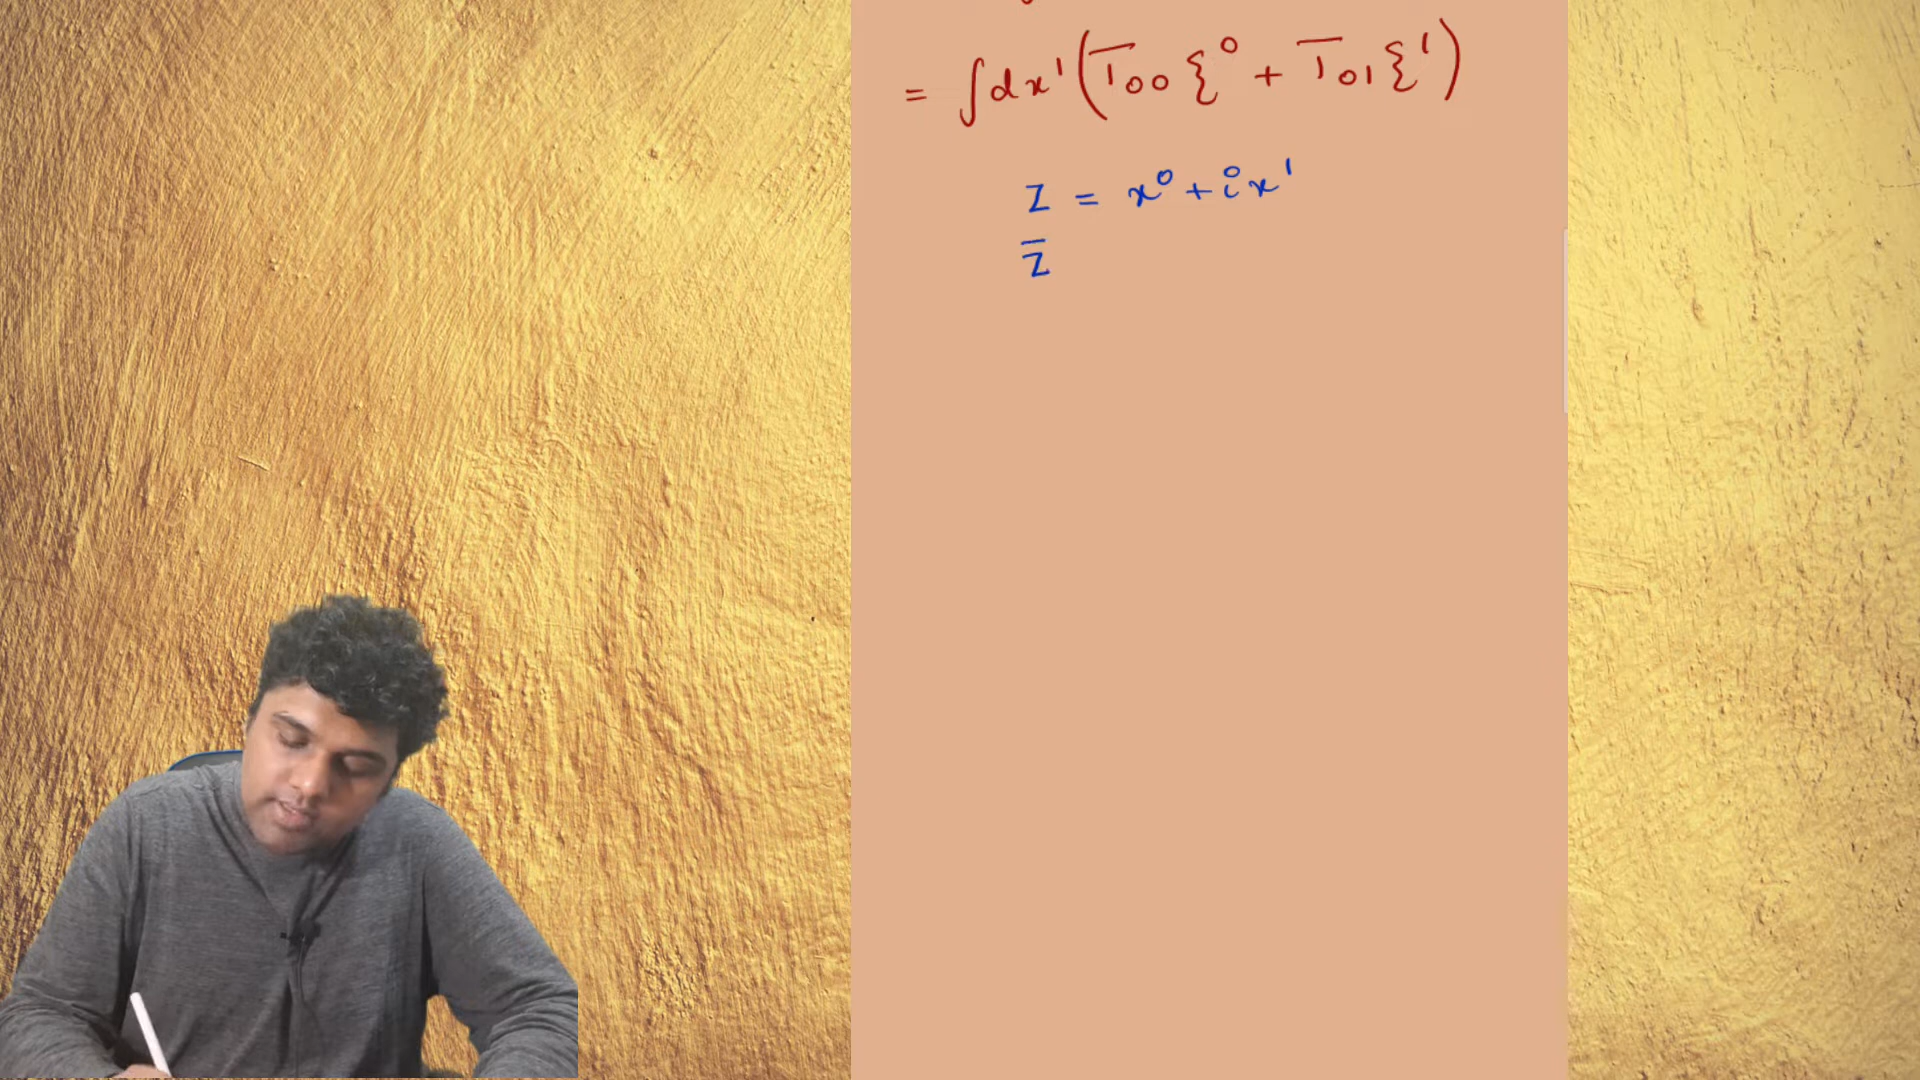 = ∫dx¹(T₀₀ξ⁰ + T₀₁ξ¹)
z = x⁰ + ix¹
z̄